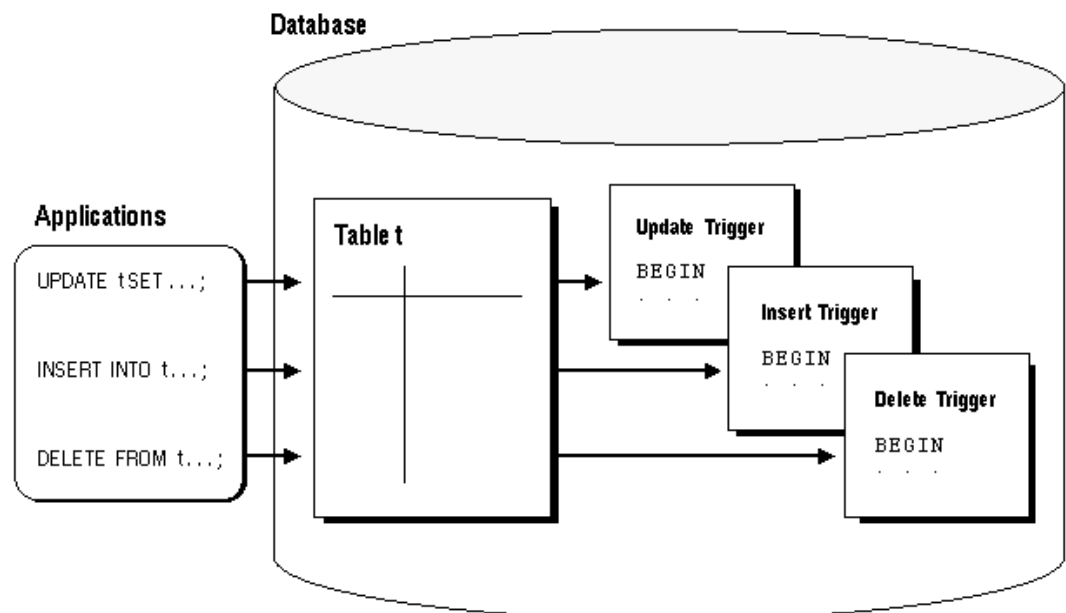 Database
Applications
UPDATE tSET...;
INSERT INTO t...;
DELETE FROM t...;
Table t
Update Trigger
BEGIN
. . .
Insert Trigger
BEGIN
. . .
Delete Trigger
BEGIN
. . .